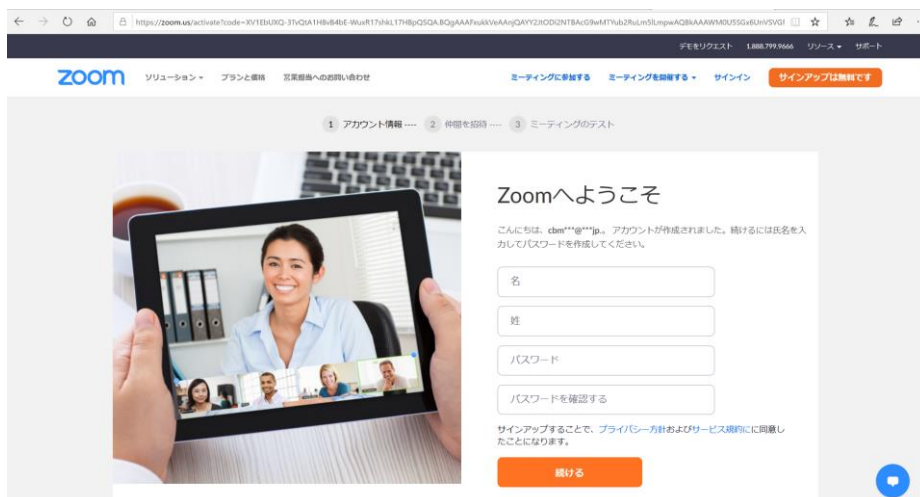 デモをリクエスト 1.888.799.9666 リソース サポート
zoom ソリューション プランと価格 営業担当へのお問い合わせ ミーティングに参加する ミーティングを開催する サインイン サインアップは無料です
1 アカウント情報 ---- 2 仲間を招待 ---- 3 ミーティングのテスト
Zoomへようこそ
こんにちは、cbm***@***jp.。アカウントが作成されました。続けるには氏名を入
力してパスワードを作成してください。
名
姓
パスワード
パスワードを確認する
サインアップすることで、プライバシー方針およびサービス規約にに同意し
たことになります。
続ける